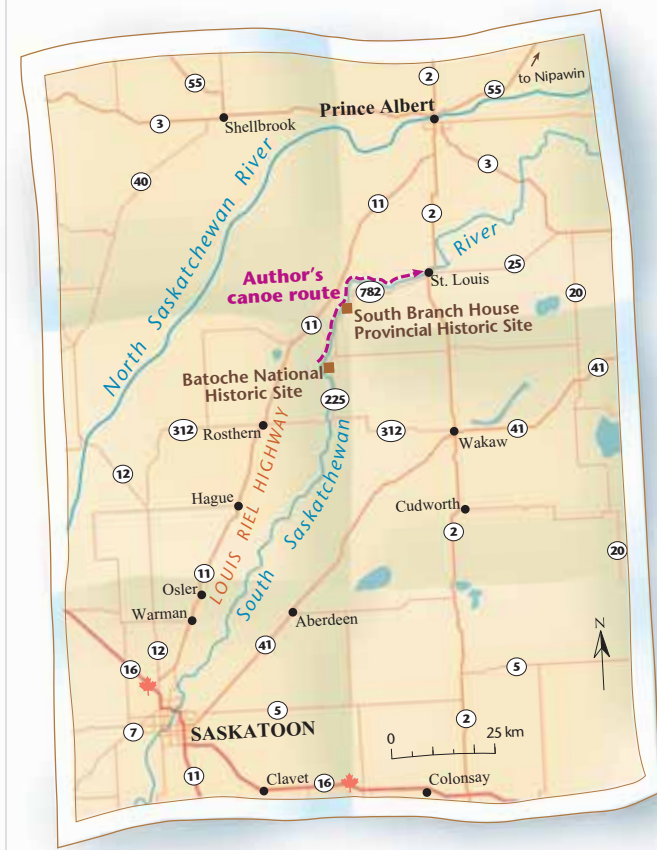 2
to Nipawin
55
55
Prince Albert
3
Shellbrook
3
40
North Saskatchewan River
11
2
River
25
St. Louis
Author's
canoe route
782
20
South Branch House
Provincial Historic Site
11
Batoche National
Historic Site
41
225
312
Rosthern
312
41
Wakaw
12
LOUIS RIEL HIGHWAY
South Saskatchewan
Hague
Cudworth
2
20
11
Osler
Warman
Aberdeen
N
12
41
16
5
5
2
7
SASKATOON
0 25 km
11
Clavet
16
Colonsay